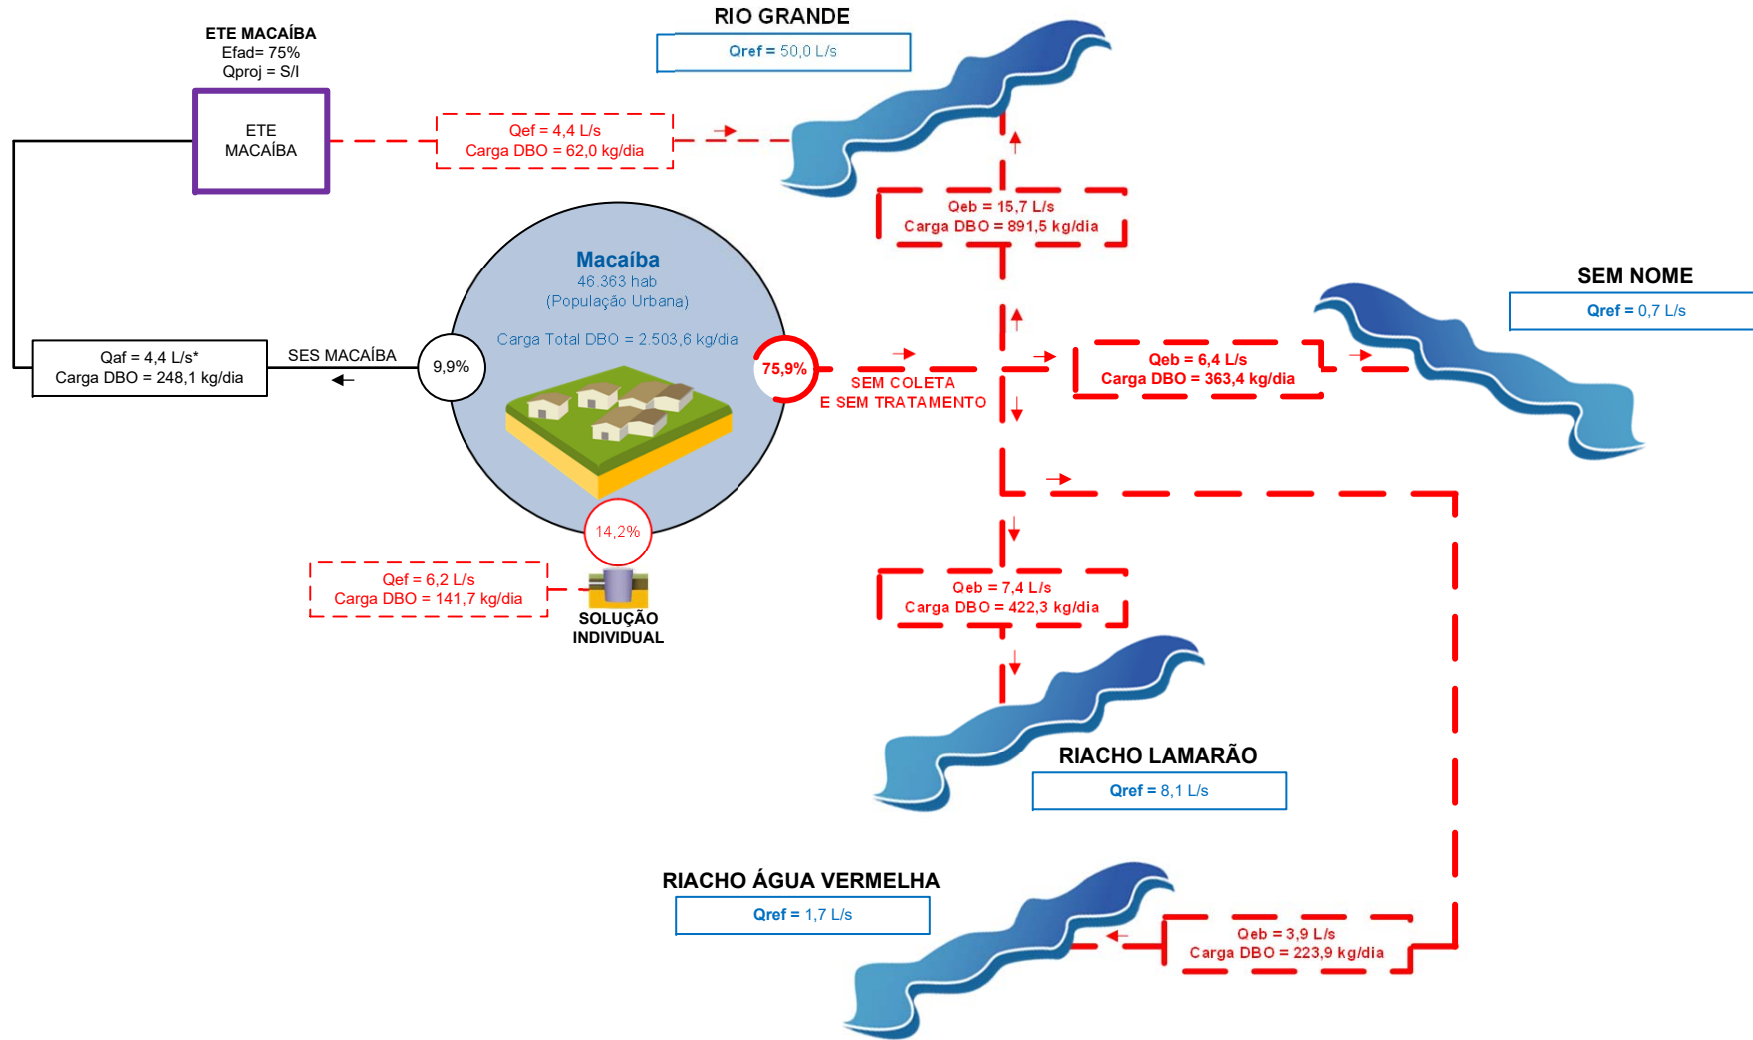 RIO GRANDE
Qref = 50,0 L/s
ETE MACAÍBA
Efad= 75%
Qproj = S/I
ETE
MACAÍBA
Qef = 4,4 L/s
Carga DBO = 62,0 kg/dia
Qeb = 15,7 L/s
Carga DBO = 891,5 kg/dia
Macaíba
46.363 hab
(População Urbana)
Carga Total DBO = 2.503,6 kg/dia
SEM NOME
Qref = 0,7 L/s
Qaf = 4,4 L/s*
Carga DBO = 248,1 kg/dia
SES MACAÍBA
9,9%
75,9%
SEM COLETA
E SEM TRATAMENTO
Qeb = 6,4 L/s
Carga DBO = 363,4 kg/dia
14,2%
Qef = 6,2 L/s
Carga DBO = 141,7 kg/dia
SOLUÇÃO
INDIVIDUAL
Qeb = 7,4 L/s
Carga DBO = 422,3 kg/dia
RIACHO LAMARÃO
Qref = 8,1 L/s
RIACHO ÁGUA VERMELHA
Qref = 1,7 L/s
Qeb = 3,9 L/s
Carga DBO = 223,9 kg/dia